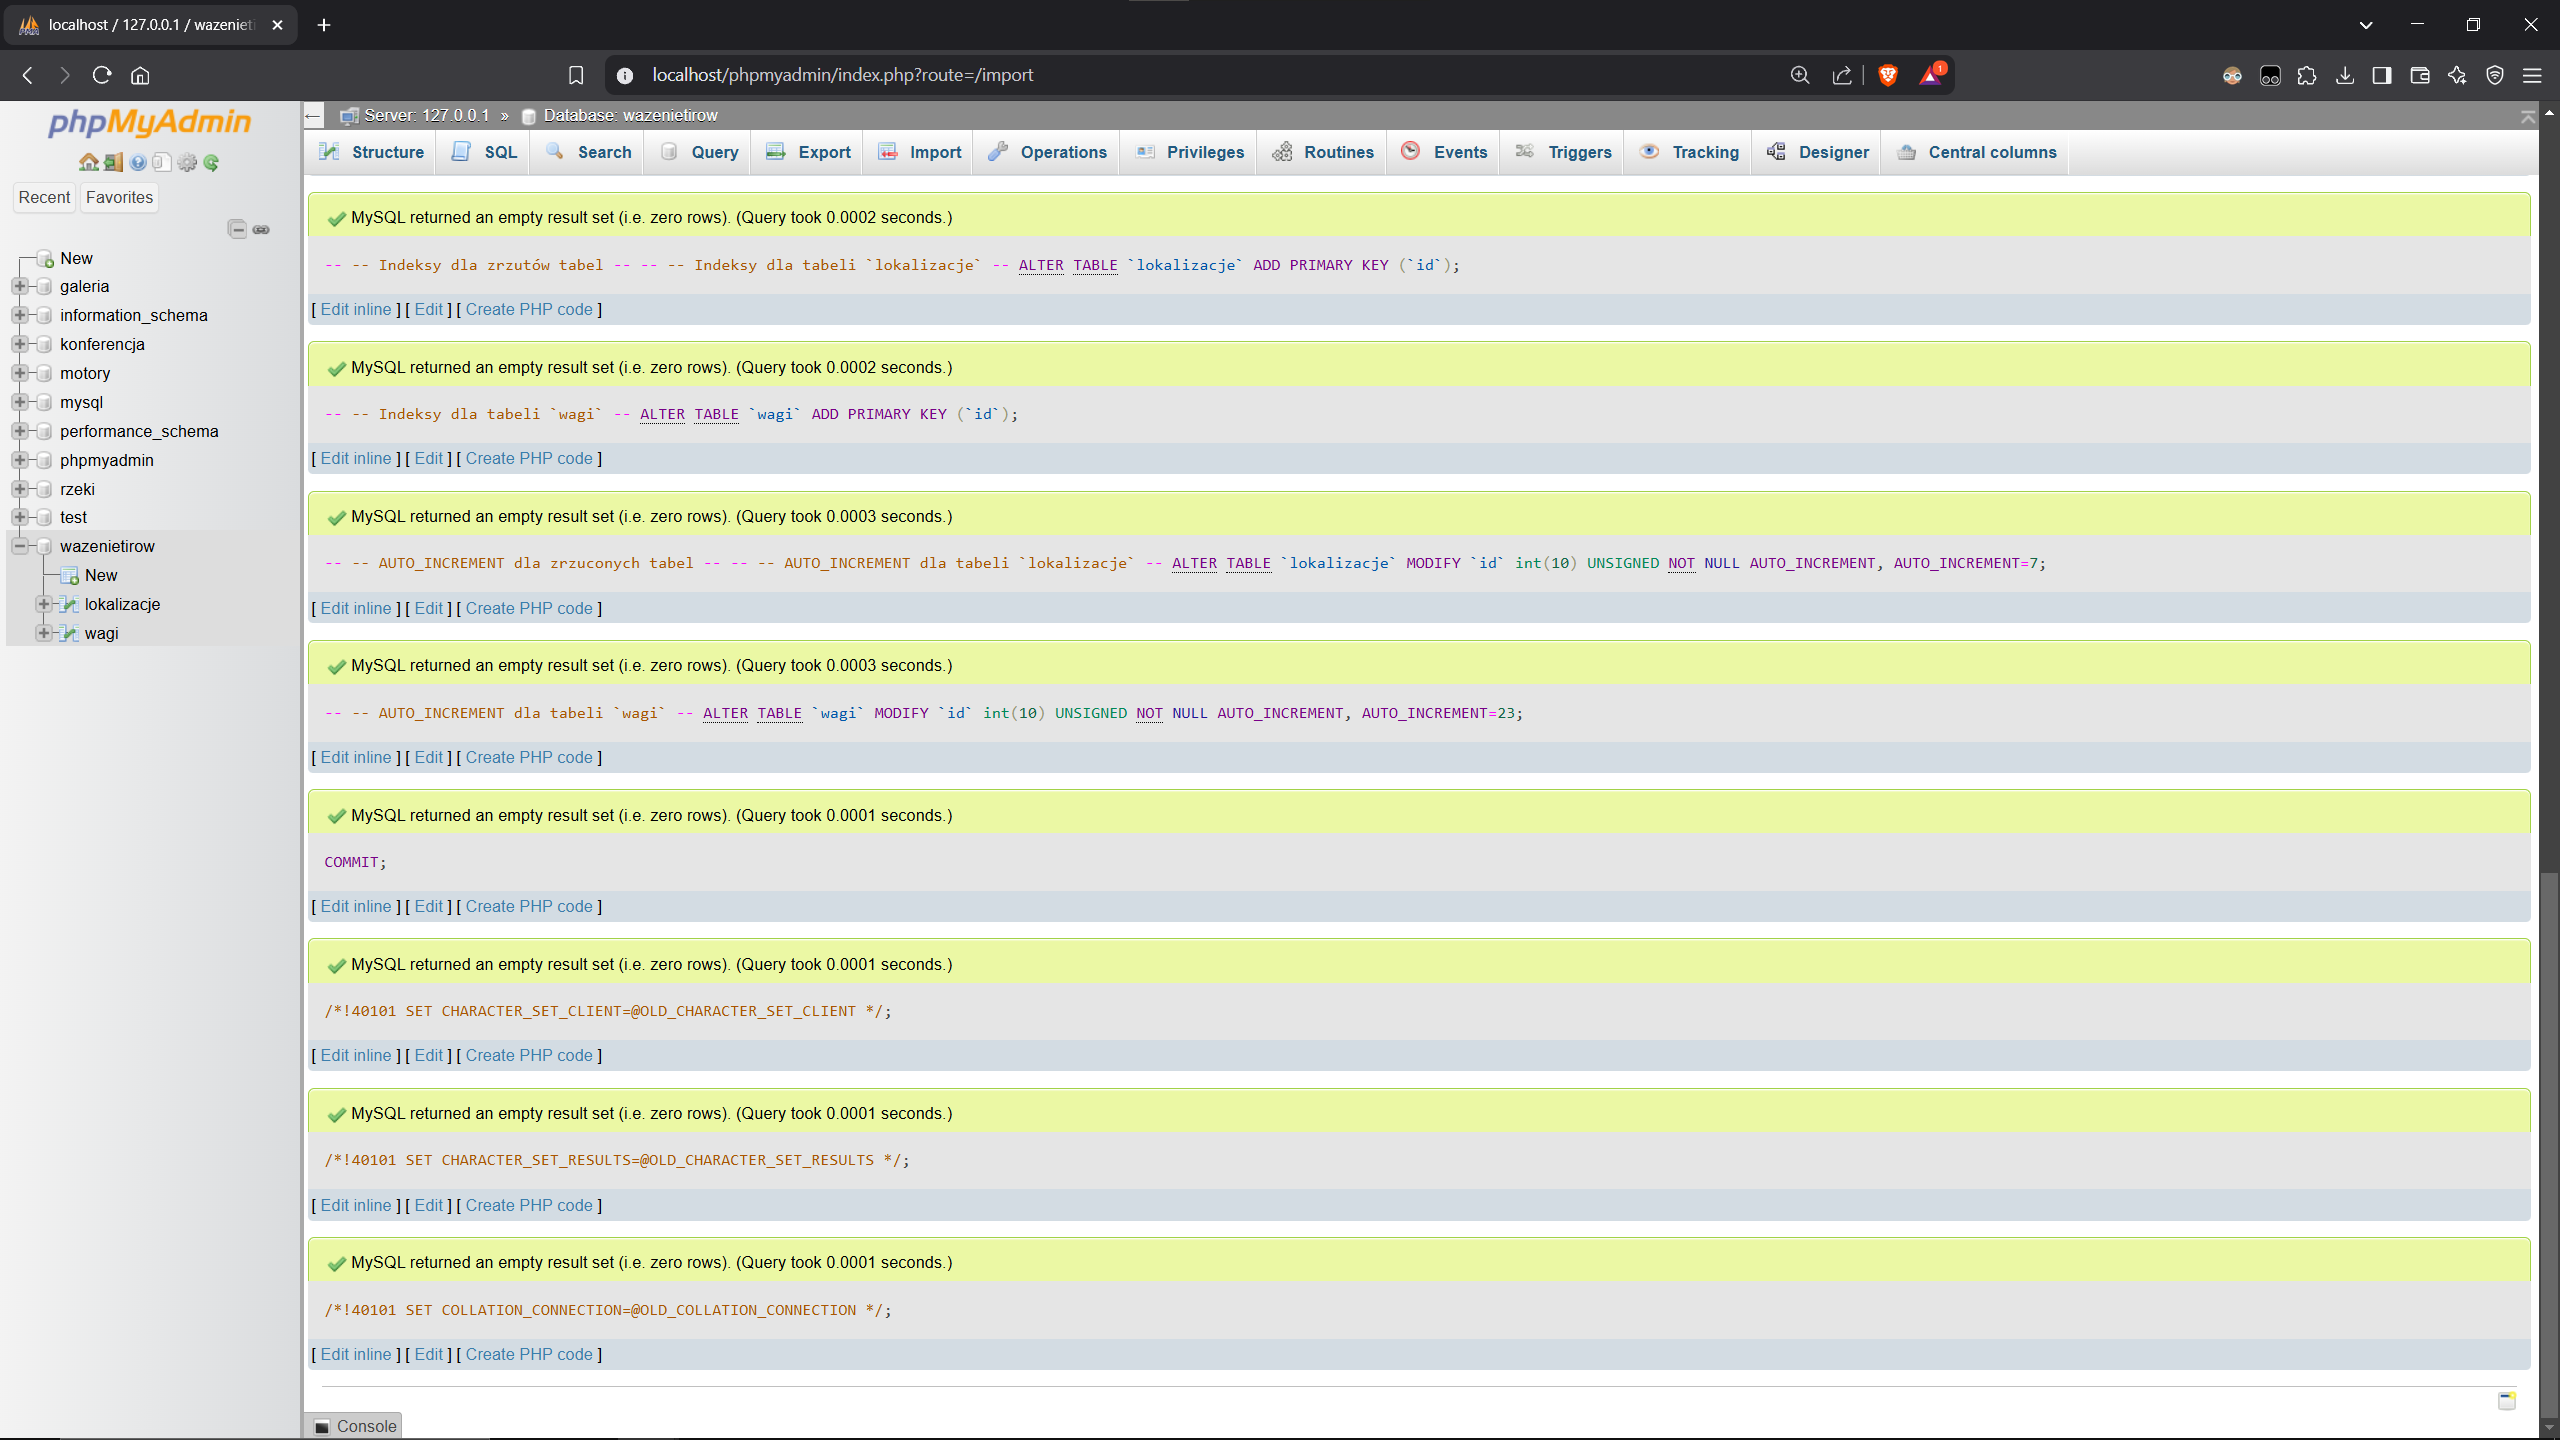 localhost / 127.0.0.1 / wazenieti
localhost/phpmyadmin/index.php?route=/import
1
phpMyAdmin
Recent Favorites
New
galeria
information_schema
konferencja
motory
mysql
performance_schema
phpmyadmin
rzeki
test
wazenietirow
New
lokalizacje
wagi
Server: 127.0.0.1 » Database: wazenietirow
Structure SQL Search Query Export Import Operations Privileges Routines Events Triggers Tracking Designer Central columns
MySQL returned an empty result set (i.e. zero rows). (Query took 0.0002 seconds.)
-- -- Indeksy dla zrzutów tabel -- -- -- Indeksy dla tabeli `lokalizacje` -- ALTER TABLE `lokalizacje` ADD PRIMARY KEY (`id`);
[ Edit inline ] [ Edit ] [ Create PHP code ]
MySQL returned an empty result set (i.e. zero rows). (Query took 0.0002 seconds.)
-- -- Indeksy dla tabeli `wagi` -- ALTER TABLE `wagi` ADD PRIMARY KEY (`id`);
[ Edit inline ] [ Edit ] [ Create PHP code ]
MySQL returned an empty result set (i.e. zero rows). (Query took 0.0003 seconds.)
-- -- AUTO_INCREMENT dla zrzuconych tabel -- -- -- AUTO_INCREMENT dla tabeli `lokalizacje` -- ALTER TABLE `lokalizacje` MODIFY `id` int(10) UNSIGNED NOT NULL AUTO_INCREMENT, AUTO_INCREMENT=7;
[ Edit inline ] [ Edit ] [ Create PHP code ]
MySQL returned an empty result set (i.e. zero rows). (Query took 0.0003 seconds.)
-- -- AUTO_INCREMENT dla tabeli `wagi` -- ALTER TABLE `wagi` MODIFY `id` int(10) UNSIGNED NOT NULL AUTO_INCREMENT, AUTO_INCREMENT=23;
[ Edit inline ] [ Edit ] [ Create PHP code ]
MySQL returned an empty result set (i.e. zero rows). (Query took 0.0001 seconds.)
COMMIT;
[ Edit inline ] [ Edit ] [ Create PHP code ]
MySQL returned an empty result set (i.e. zero rows). (Query took 0.0001 seconds.)
/*!40101 SET CHARACTER_SET_CLIENT=@OLD_CHARACTER_SET_CLIENT */;
[ Edit inline ] [ Edit ] [ Create PHP code ]
MySQL returned an empty result set (i.e. zero rows). (Query took 0.0001 seconds.)
/*!40101 SET CHARACTER_SET_RESULTS=@OLD_CHARACTER_SET_RESULTS */;
[ Edit inline ] [ Edit ] [ Create PHP code ]
MySQL returned an empty result set (i.e. zero rows). (Query took 0.0001 seconds.)
/*!40101 SET COLLATION_CONNECTION=@OLD_COLLATION_CONNECTION */;
[ Edit inline ] [ Edit ] [ Create PHP code ]
Console